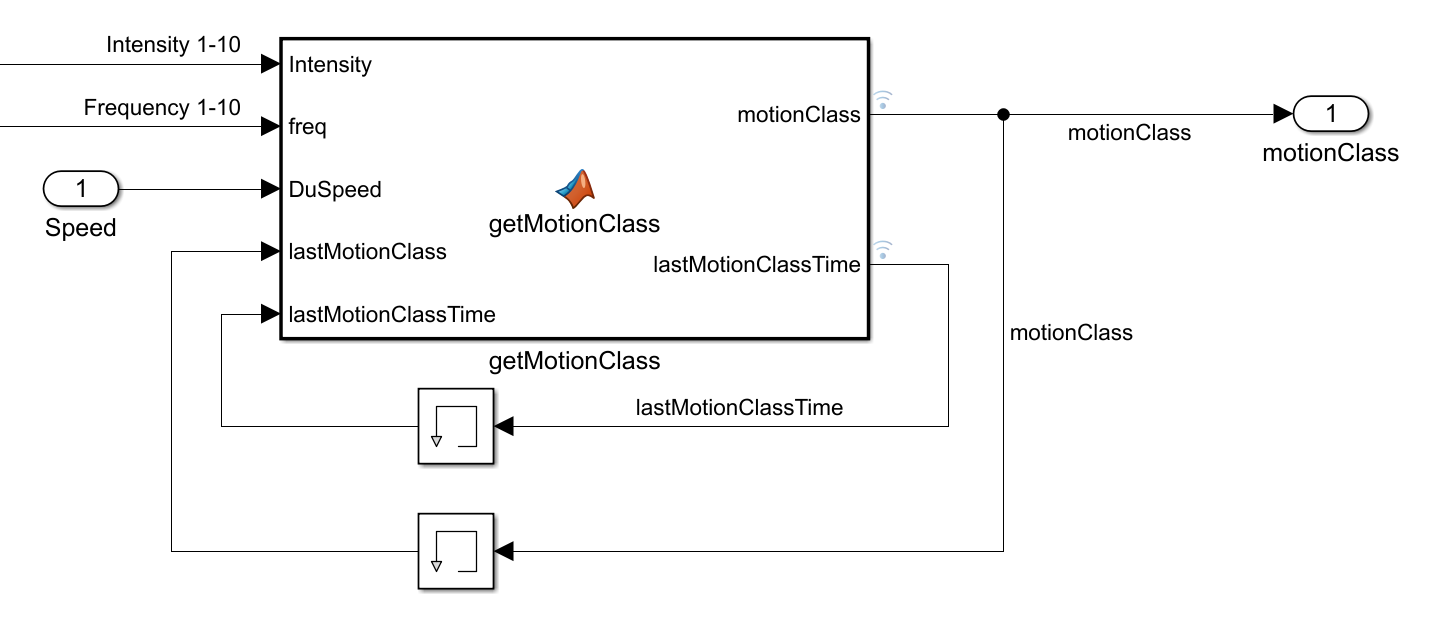 Intensity 1-10
Intensity
Frequency 1-10
freq
motionClass
1
motionClass
motionClass
1
DuSpeed
Speed
getMotionClass
lastMotionClass
lastMotionClassTime
lastMotionClassTime
motionClass
getMotionClass
lastMotionClassTime